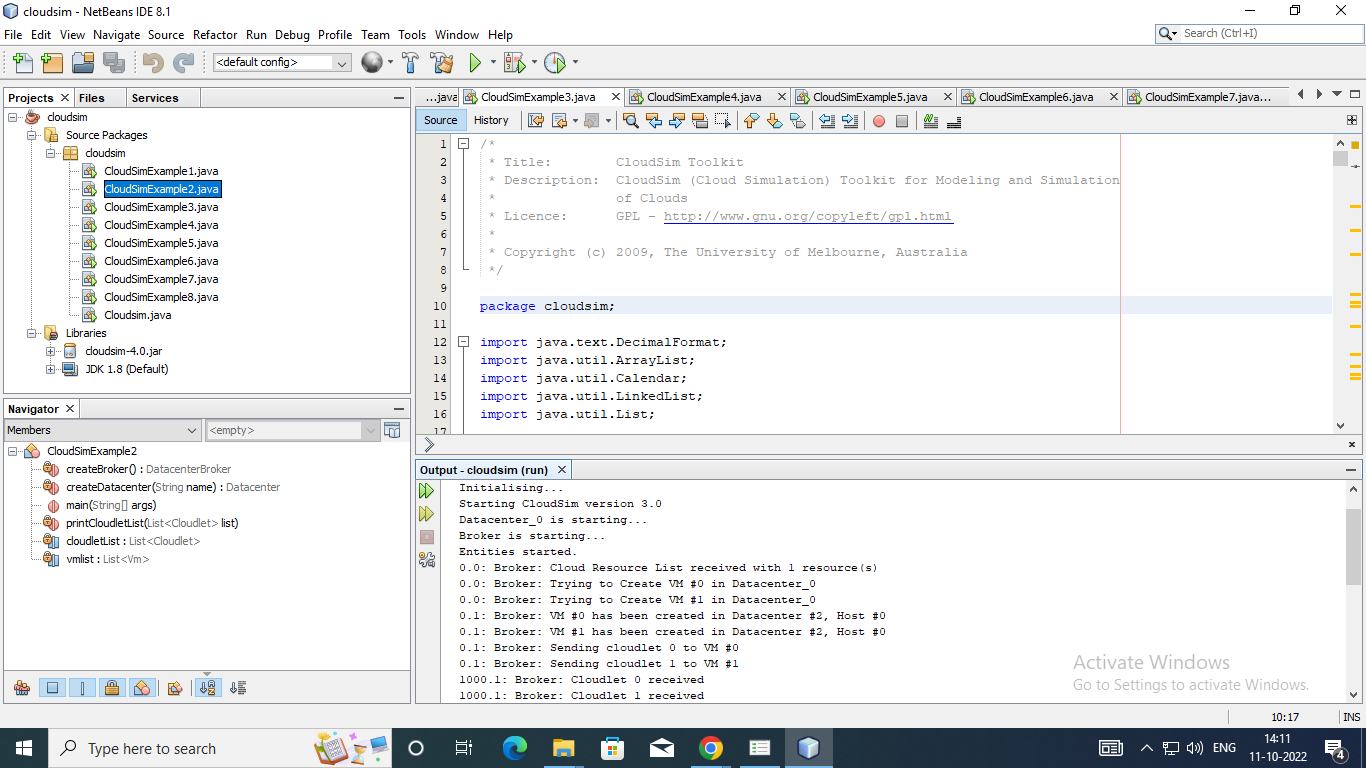 cloudsim - NetBeans IDE 8.1
File Edit View Navigate Source Refactor Run Debug Profile Team Tools Window Help
Search (Ctrl+I)
<default config>
Projects Files Services
cloudsim
Source Packages
cloudsim
CloudSimExample1.java
CloudSimExample2.java
CloudSimExample3.java
CloudSimExample4.java
CloudSimExample5.java
CloudSimExample6.java
CloudSimExample7.java
CloudSimExample8.java
Cloudsim.java
Libraries
cloudsim-4.0.jar
JDK 1.8 (Default)
Navigator
Members <empty>
CloudSimExample2
createBroker() : DatacenterBroker
createDatacenter(String name) : Datacenter
main(String[] args)
printCloudletList(List<Cloudlet> list)
cloudletList : List<Cloudlet>
vmlist : List<Vm>
...java CloudSimExample3.java CloudSimExample4.java CloudSimExample5.java CloudSimExample6.java CloudSimExample7.java...
Source History
1 /*
2 * Title: CloudSim Toolkit
3 * Description: CloudSim (Cloud Simulation) Toolkit for Modeling and Simulation
4 * of Clouds
5 * Licence: GPL - http://www.gnu.org/copyleft/gpl.html
6 *
7 * Copyright (c) 2009, The University of Melbourne, Australia
8 */
9
10 package cloudsim;
11
12 import java.text.DecimalFormat;
13 import java.util.ArrayList;
14 import java.util.Calendar;
15 import java.util.LinkedList;
16 import java.util.List;
17
Output - cloudsim (run)
Initialising...
Starting CloudSim version 3.0
Datacenter_0 is starting...
Broker is starting...
Entities started.
0.0: Broker: Cloud Resource List received with 1 resource(s)
0.0: Broker: Trying to Create VM #0 in Datacenter_0
0.0: Broker: Trying to Create VM #1 in Datacenter_0
0.1: Broker: VM #0 has been created in Datacenter #2, Host #0
0.1: Broker: VM #1 has been created in Datacenter #2, Host #0
0.1: Broker: Sending cloudlet 0 to VM #0
0.1: Broker: Sending cloudlet 1 to VM #1
1000.1: Broker: Cloudlet 0 received
1000.1: Broker: Cloudlet 1 received
Activate Windows
Go to Settings to activate Windows.
10:17 INS
Type here to search
ENG
14:11
11-10-2022
4